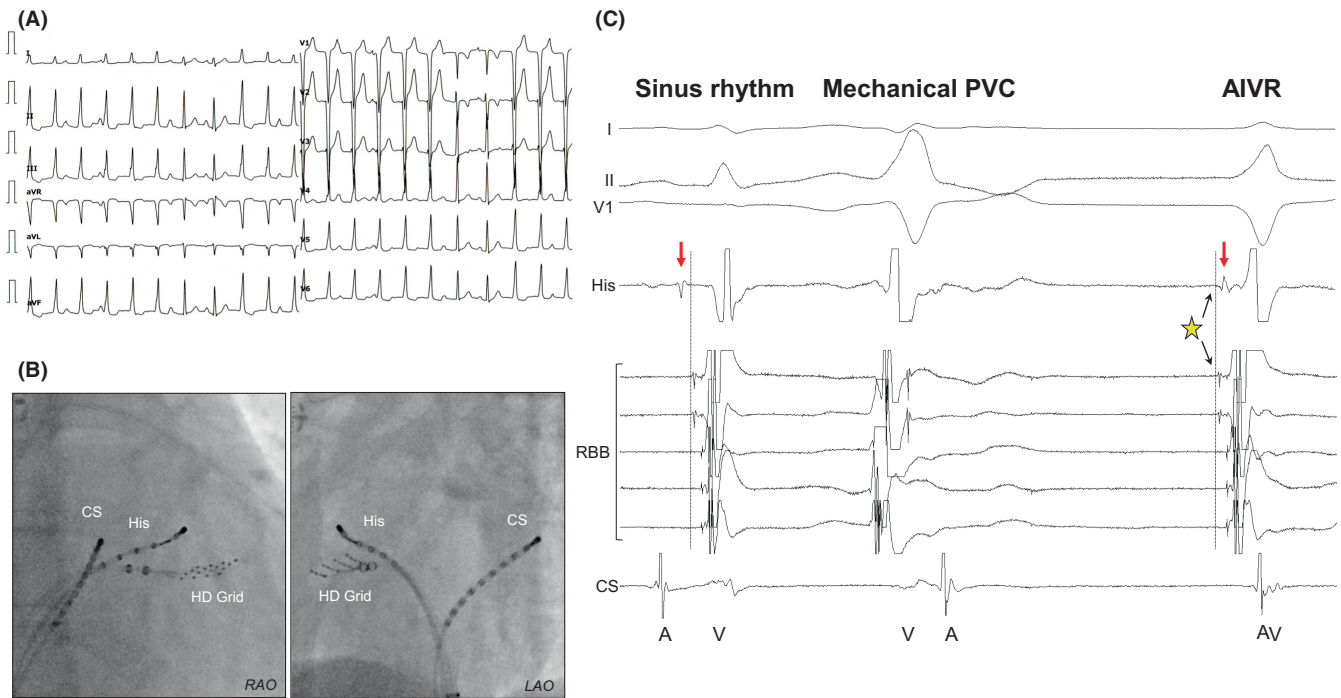 (A)
I
II
III
aVR
aVL
aVF
V1
V2
V3
V4
V5
V6
(B)
CS
His
HD Grid
RAO
His
CS
HD Grid
LAO
(C)
Sinus rhythm Mechanical PVC AIVR
I
II
V1
His
RBB
CS
A V V A AV